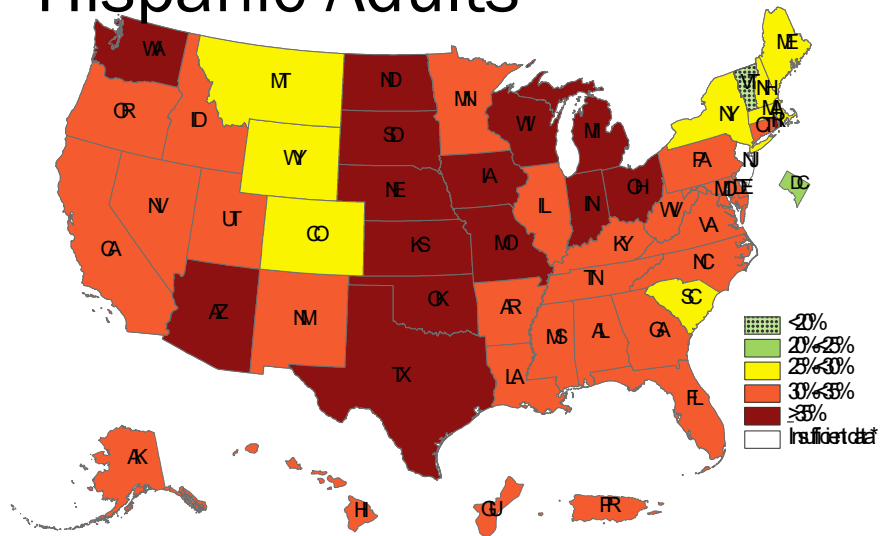 Hispanic Adults
WA
MT
ND
MN
ME
VT
NH
OR
ID
SD
WI
MI
NY
MA
CT
RI
WY
NE
IA
PA
NJ
NV
UT
CO
KS
MO
IL
IN
OH
MD
DE
DC
WV
VA
KY
CA
AZ
NM
OK
TN
NC
AR
SC
MS
AL
GA
TX
LA
FL
<20%
20%-<25%
25%-<30%
30%-<35%
≥35%
Insufficient data*
AK
HI
GU
PR